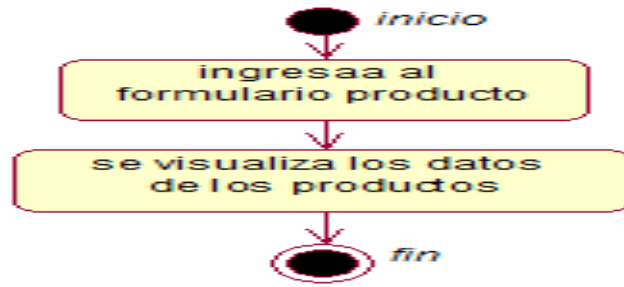 inicio
ingresaa al
formulario producto
se visualiza los datos
de los productos
fin